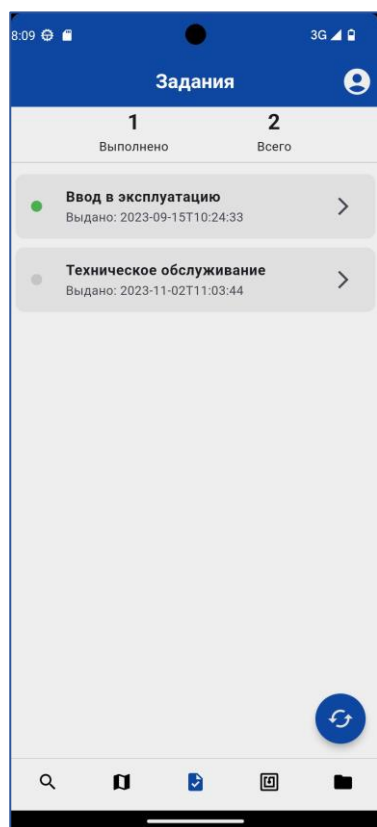 8:09 3G
Задания
1 2
Выполнено Всего
Ввод в эксплуатацию
Выдано: 2023-09-15T10:24:33
Техническое обслуживание
Выдано: 2023-11-02T11:03:44